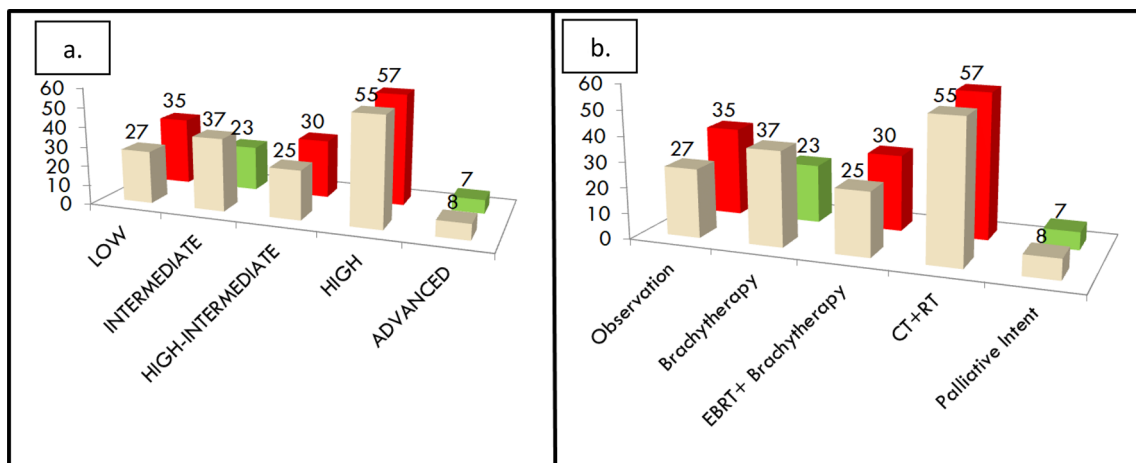 a.
60
50
40
30
20
10
0
27
35
37
23
25
30
55
57
8
7
LOW
INTERMEDIATE
HIGH-INTERMEDIATE
HIGH
ADVANCED
b.
60
50
40
30
20
10
0
27
35
37
23
25
30
55
57
8
7
Observation
Brachytherapy
EBRT+ Brachytherapy
CT+RT
Palliative Intent